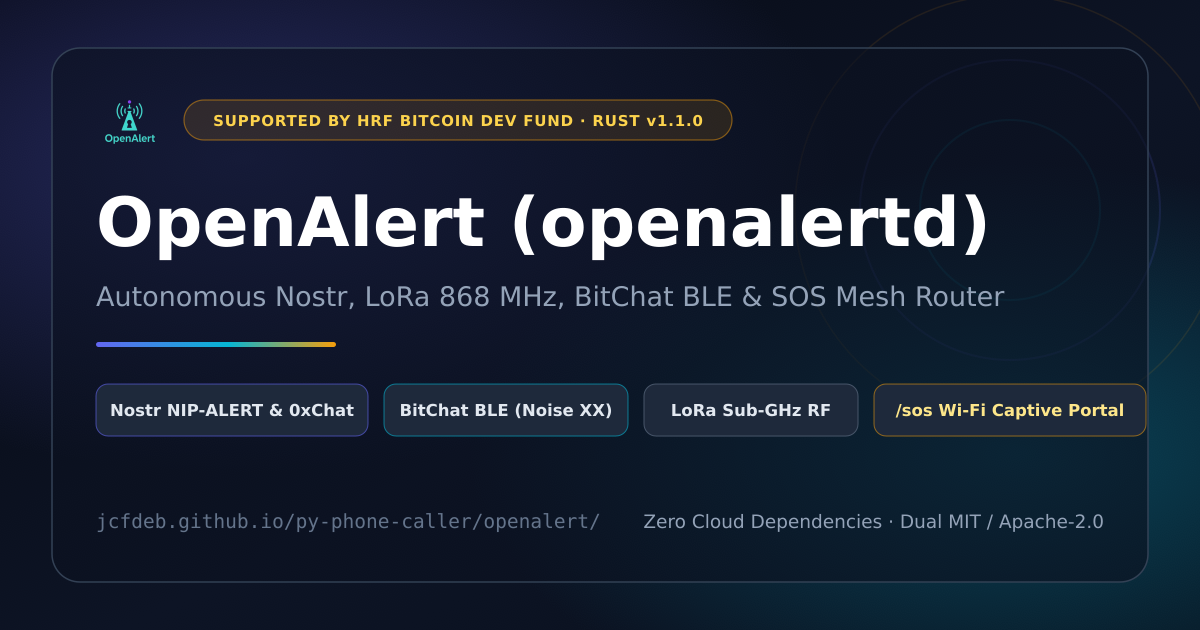 OpenAlert
SUPPORTED BY HRF BITCOIN DEV FUND · RUST v1.1.0
OpenAlert (openalertd)
Autonomous Nostr, LoRa 868 MHz, BitChat BLE & SOS Mesh Router
Nostr NIP-ALERT & 0xChat
BitChat BLE (Noise XX)
LoRa Sub-GHz RF
/sos Wi-Fi Captive Portal
jcfdeb.github.io/py-phone-caller/openalert/
Zero Cloud Dependencies · Dual MIT / Apache-2.0